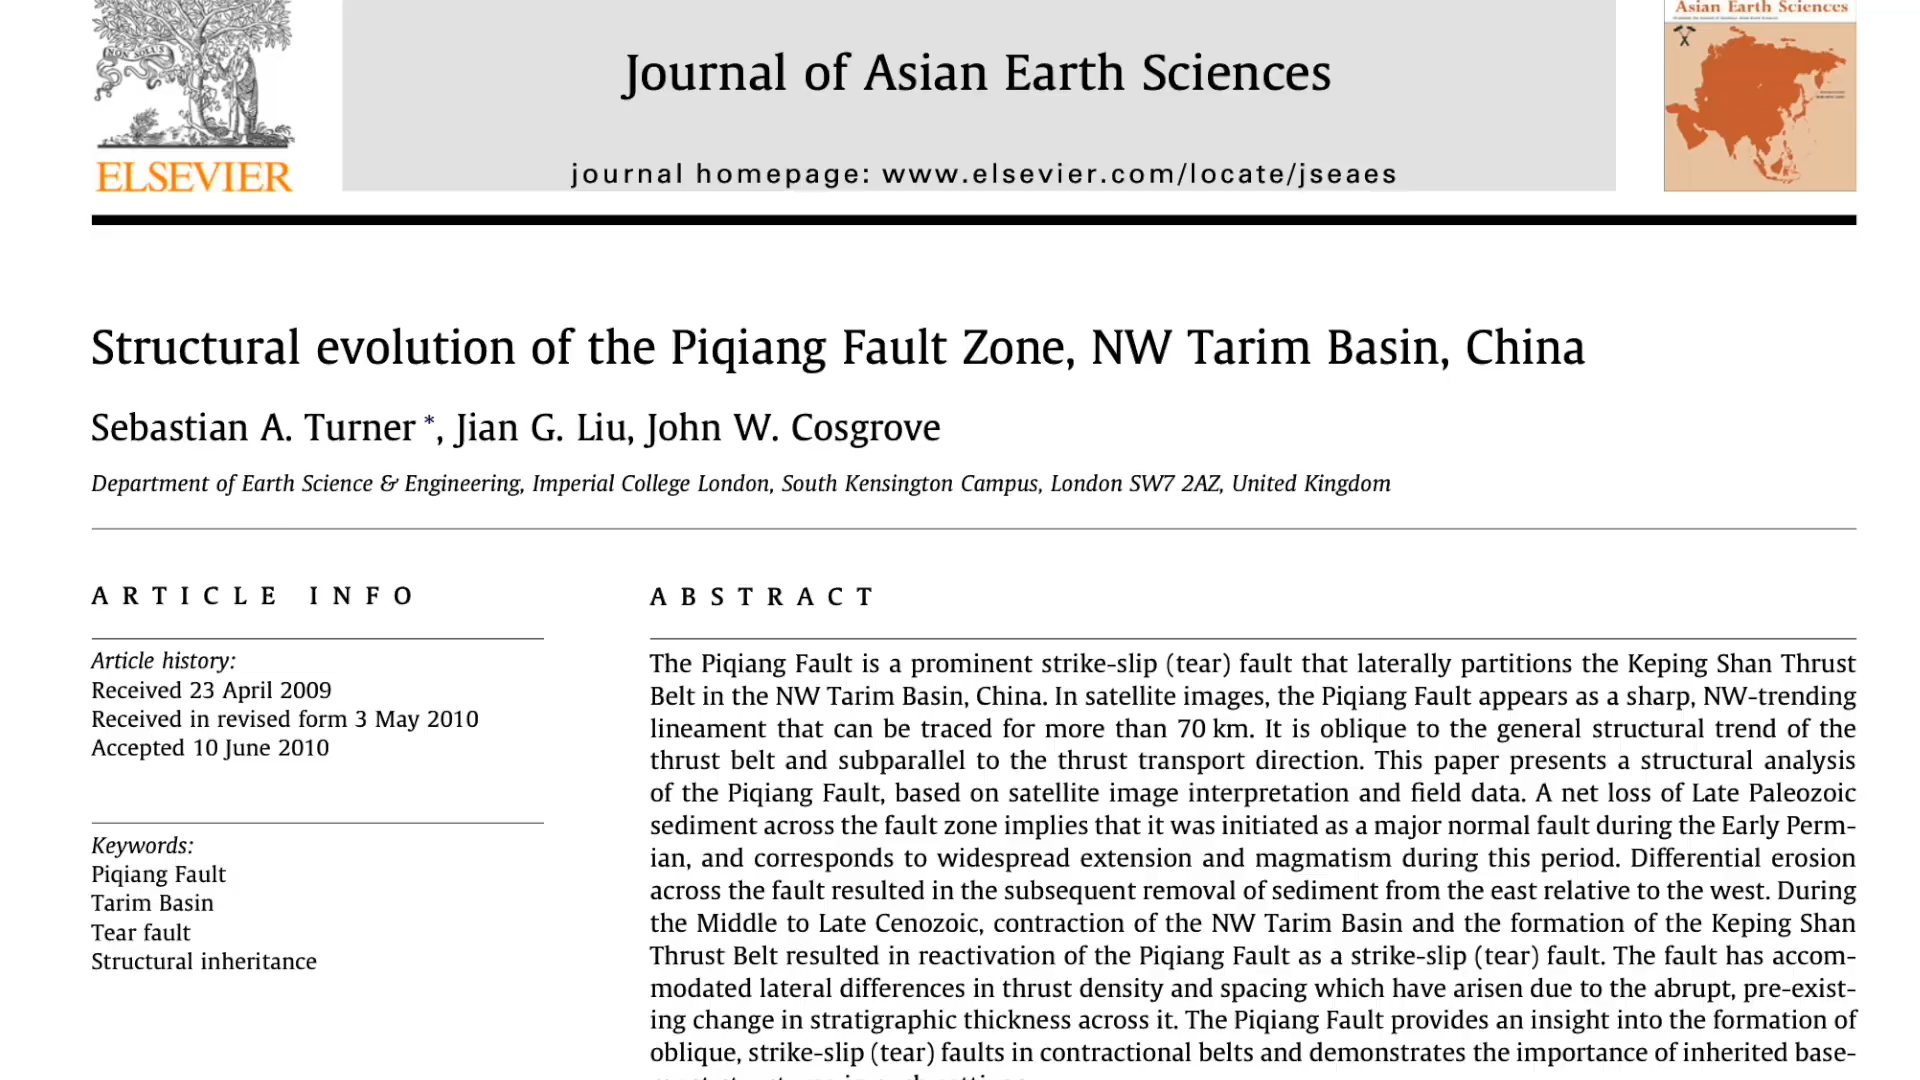 NON SOLUS
ELSEVIER
Journal of Asian Earth Sciences
journal homepage: www.elsevier.com/locate/jseaes
Asian Earth Sciences
Structural evolution of the Piqiang Fault Zone, NW Tarim Basin, China
Sebastian A. Turner *, Jian G. Liu, John W. Cosgrove
Department of Earth Science & Engineering, Imperial College London, South Kensington Campus, London SW7 2AZ, United Kingdom
ARTICLE INFO
Article history:
Received 23 April 2009
Received in revised form 3 May 2010
Accepted 10 June 2010
Keywords:
Piqiang Fault
Tarim Basin
Tear fault
Structural inheritance
ABSTRACT
The Piqiang Fault is a prominent strike-slip (tear) fault that laterally partitions the Keping Shan Thrust
Belt in the NW Tarim Basin, China. In satellite images, the Piqiang Fault appears as a sharp, NW-trending
lineament that can be traced for more than 70 km. It is oblique to the general structural trend of the
thrust belt and subparallel to the thrust transport direction. This paper presents a structural analysis
of the Piqiang Fault, based on satellite image interpretation and field data. A net loss of Late Paleozoic
sediment across the fault zone implies that it was initiated as a major normal fault during the Early Perm-
ian, and corresponds to widespread extension and magmatism during this period. Differential erosion
across the fault resulted in the subsequent removal of sediment from the east relative to the west. During
the Middle to Late Cenozoic, contraction of the NW Tarim Basin and the formation of the Keping Shan
Thrust Belt resulted in reactivation of the Piqiang Fault as a strike-slip (tear) fault. The fault has accom-
modated lateral differences in thrust density and spacing which have arisen due to the abrupt, pre-exist-
ing change in stratigraphic thickness across it. The Piqiang Fault provides an insight into the formation of
oblique, strike-slip (tear) faults in contractional belts and demonstrates the importance of inherited base-